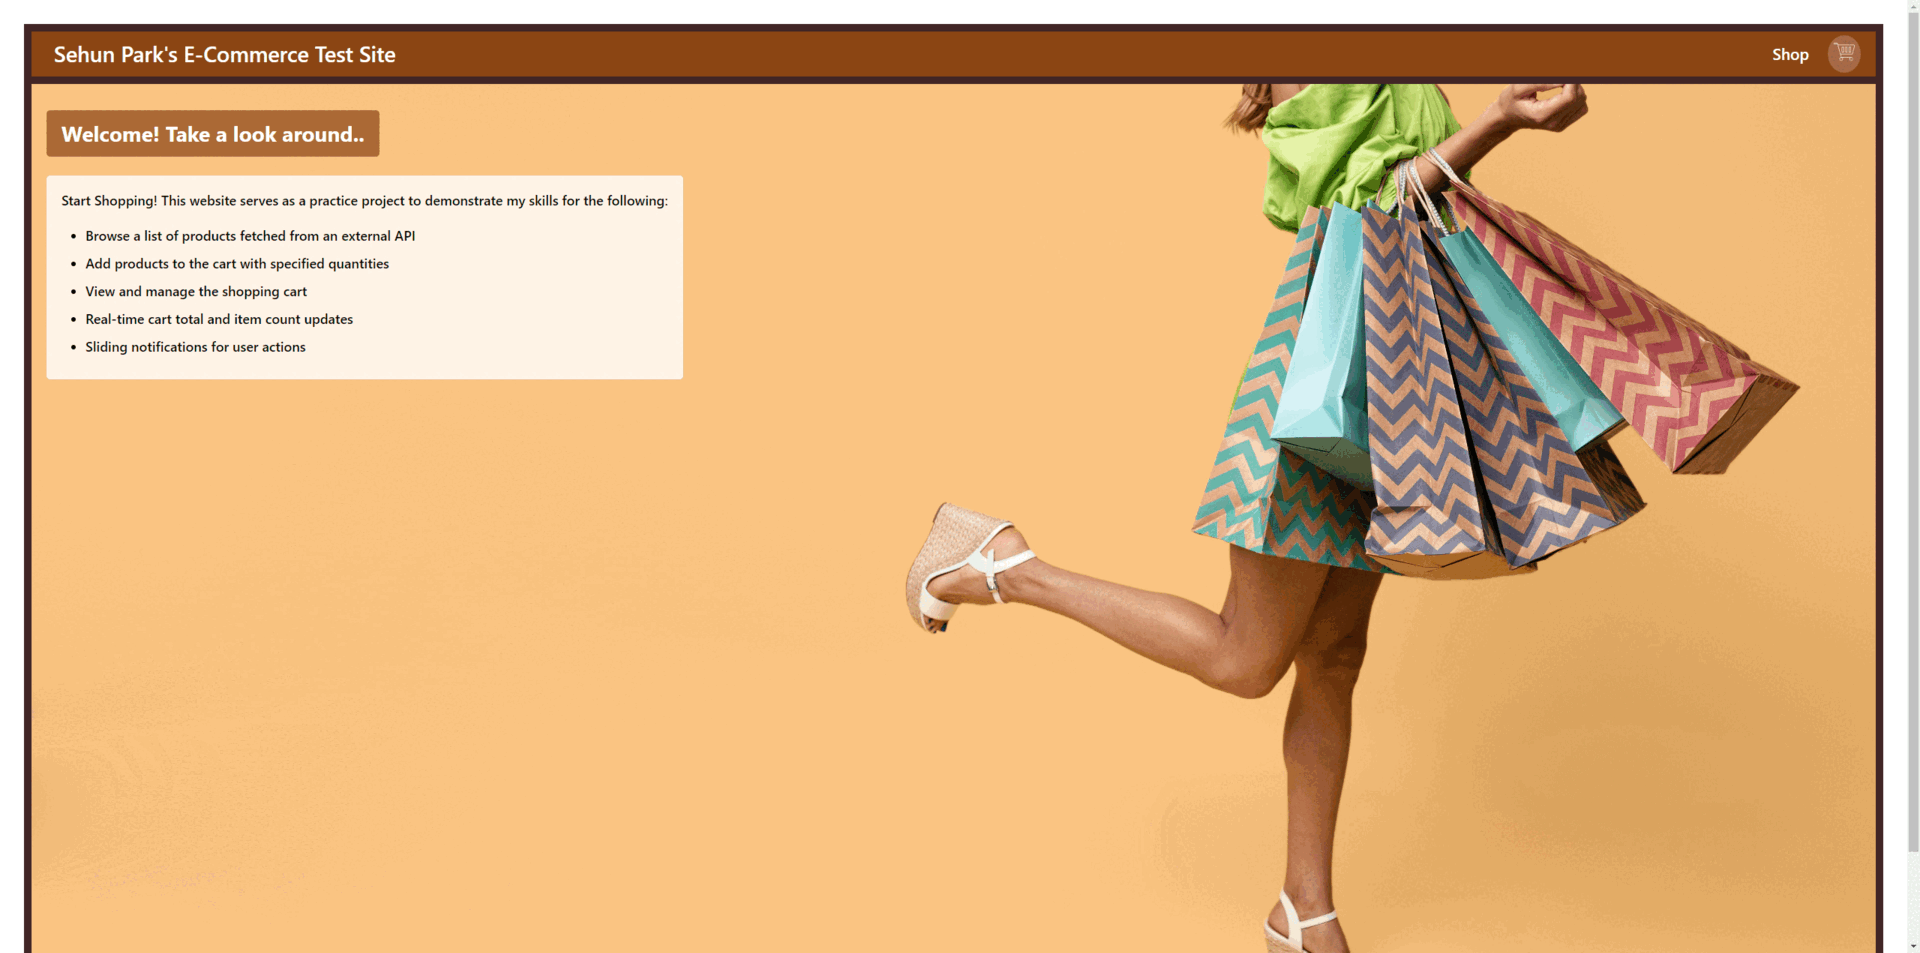 Sehun Park's E-Commerce Test Site
Shop
Welcome! Take a look around..
Start Shopping! This website serves as a practice project to demonstrate my skills for the following:
Browse a list of products fetched from an external API
Add products to the cart with specified quantities
View and manage the shopping cart
Real-time cart total and item count updates
Sliding notifications for user actions